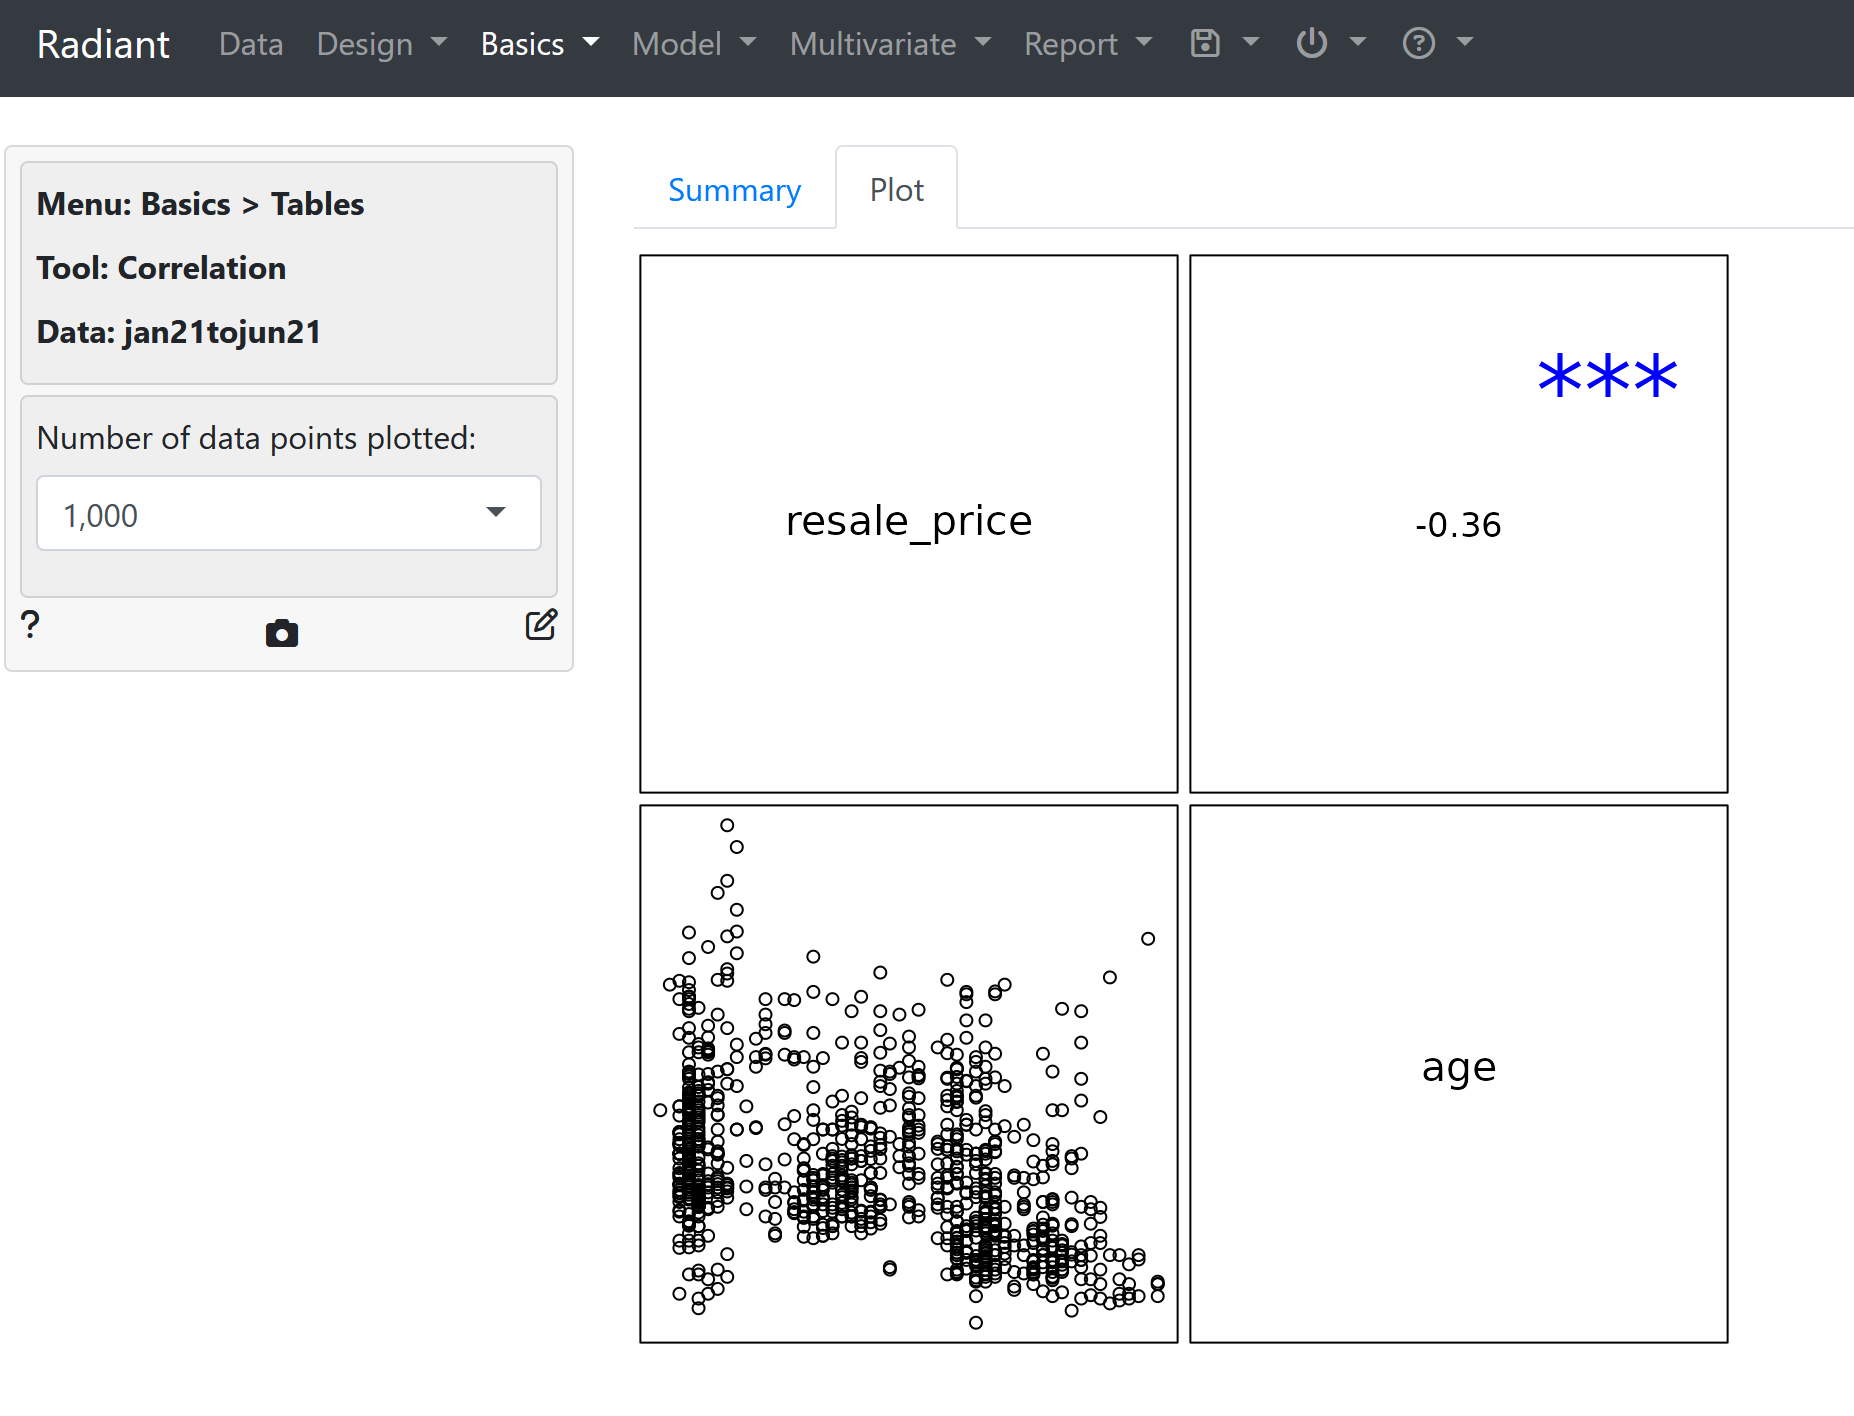 Radiant Data Design Basics Model Multivariate Report
Menu: Basics > Tables
Tool: Correlation
Data: jan21tojun21
Number of data points plotted:
1,000
?
Summary Plot
***
resale_price
-0.36
age